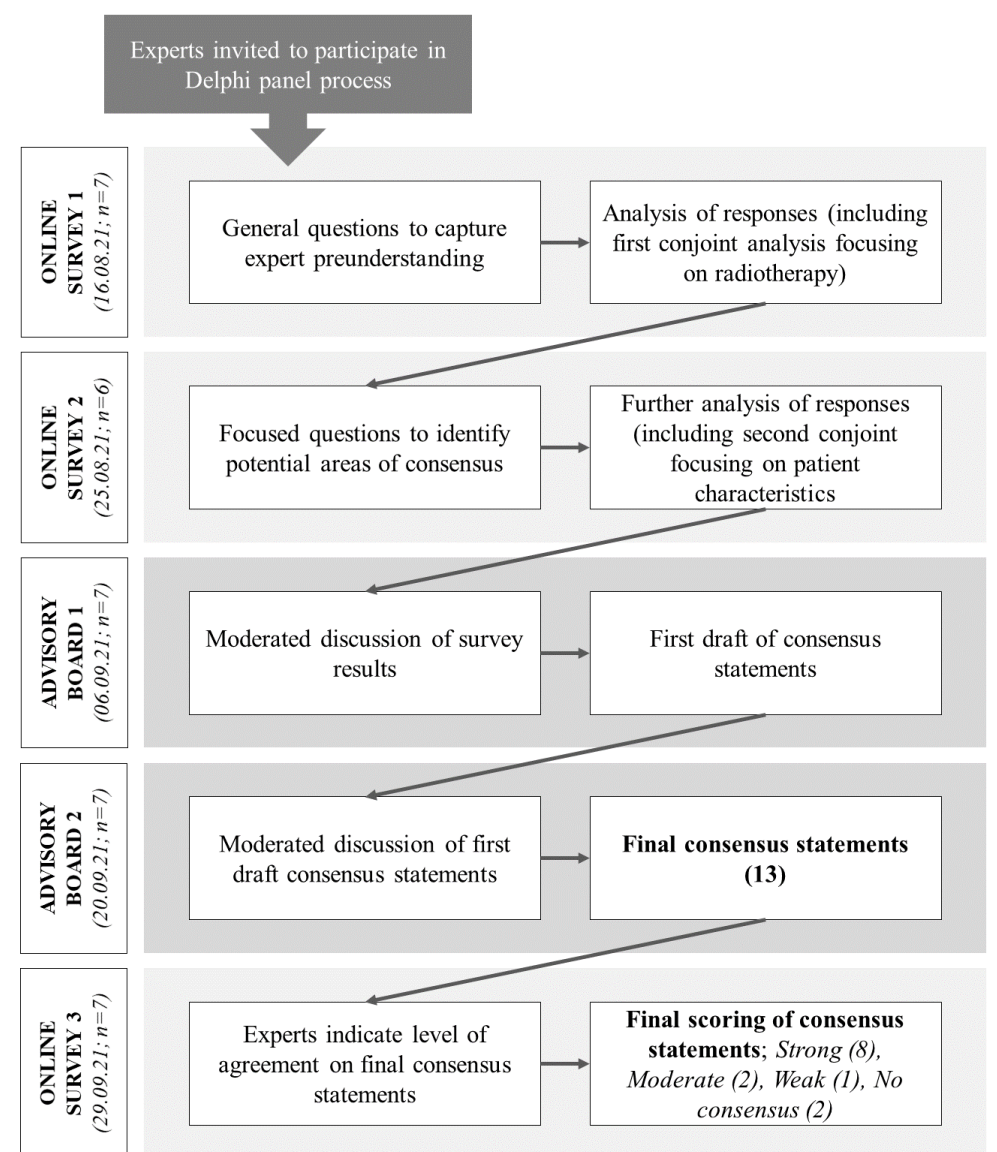 Experts invited to participate in
Delphi panel process
ONLINE
SURVEY 1
(16.08.21; n=7)
General questions to capture
expert preunderstanding
Analysis of responses (including
first conjoint analysis focusing
on radiotherapy)
ONLINE
SURVEY 2
(25.08.21; n=6)
Focused questions to identify
potential areas of consensus
Further analysis of responses
(including second conjoint
focusing on patient
characteristics
ADVISORY
BOARD 1
(06.09.21; n=7)
Moderated discussion of survey
results
First draft of consensus
statements
ADVISORY
BOARD 2
(20.09.21; n=7)
Moderated discussion of first
draft consensus statements
Final consensus statements
(13)
ONLINE
SURVEY 3
(29.09.21; n=7)
Experts indicate level of
agreement on final consensus
statements
Final scoring of consensus
statements; Strong (8),
Moderate (2), Weak (1), No
consensus (2)